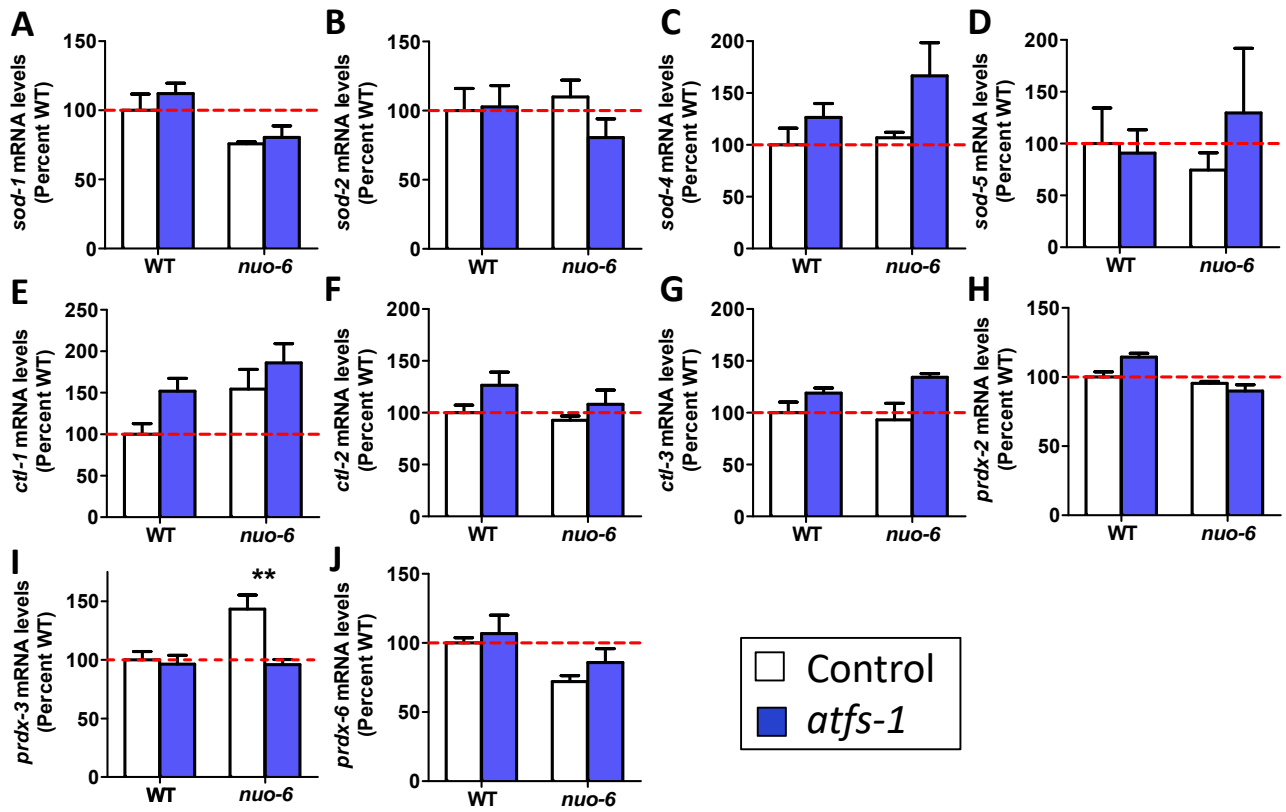 A
sod-1 mRNA levels
(Percent WT)
150
100
50
0
WT nuo-6
B
sod-2 mRNA levels
(Percent WT)
150
100
50
0
WT nuo-6
C
sod-4 mRNA levels
(Percent WT)
200
150
100
50
0
WT nuo-6
D
sod-5 mRNA levels
(Percent WT)
200
150
100
50
0
WT nuo-6
E
ctl-1 mRNA levels
(Percent WT)
250
200
150
100
50
0
WT nuo-6
F
ctl-2 mRNA levels
(Percent WT)
200
150
100
50
0
WT nuo-6
G
ctl-3 mRNA levels
(Percent WT)
200
150
100
50
0
WT nuo-6
H
prdx-2 mRNA levels
(Percent WT)
150
100
50
0
WT nuo-6
I
prdx-3 mRNA levels
(Percent WT)
150
100
50
0
**
WT nuo-6
J
prdx-6 mRNA levels
(Percent WT)
150
100
50
0
WT nuo-6
Control
atfs-1